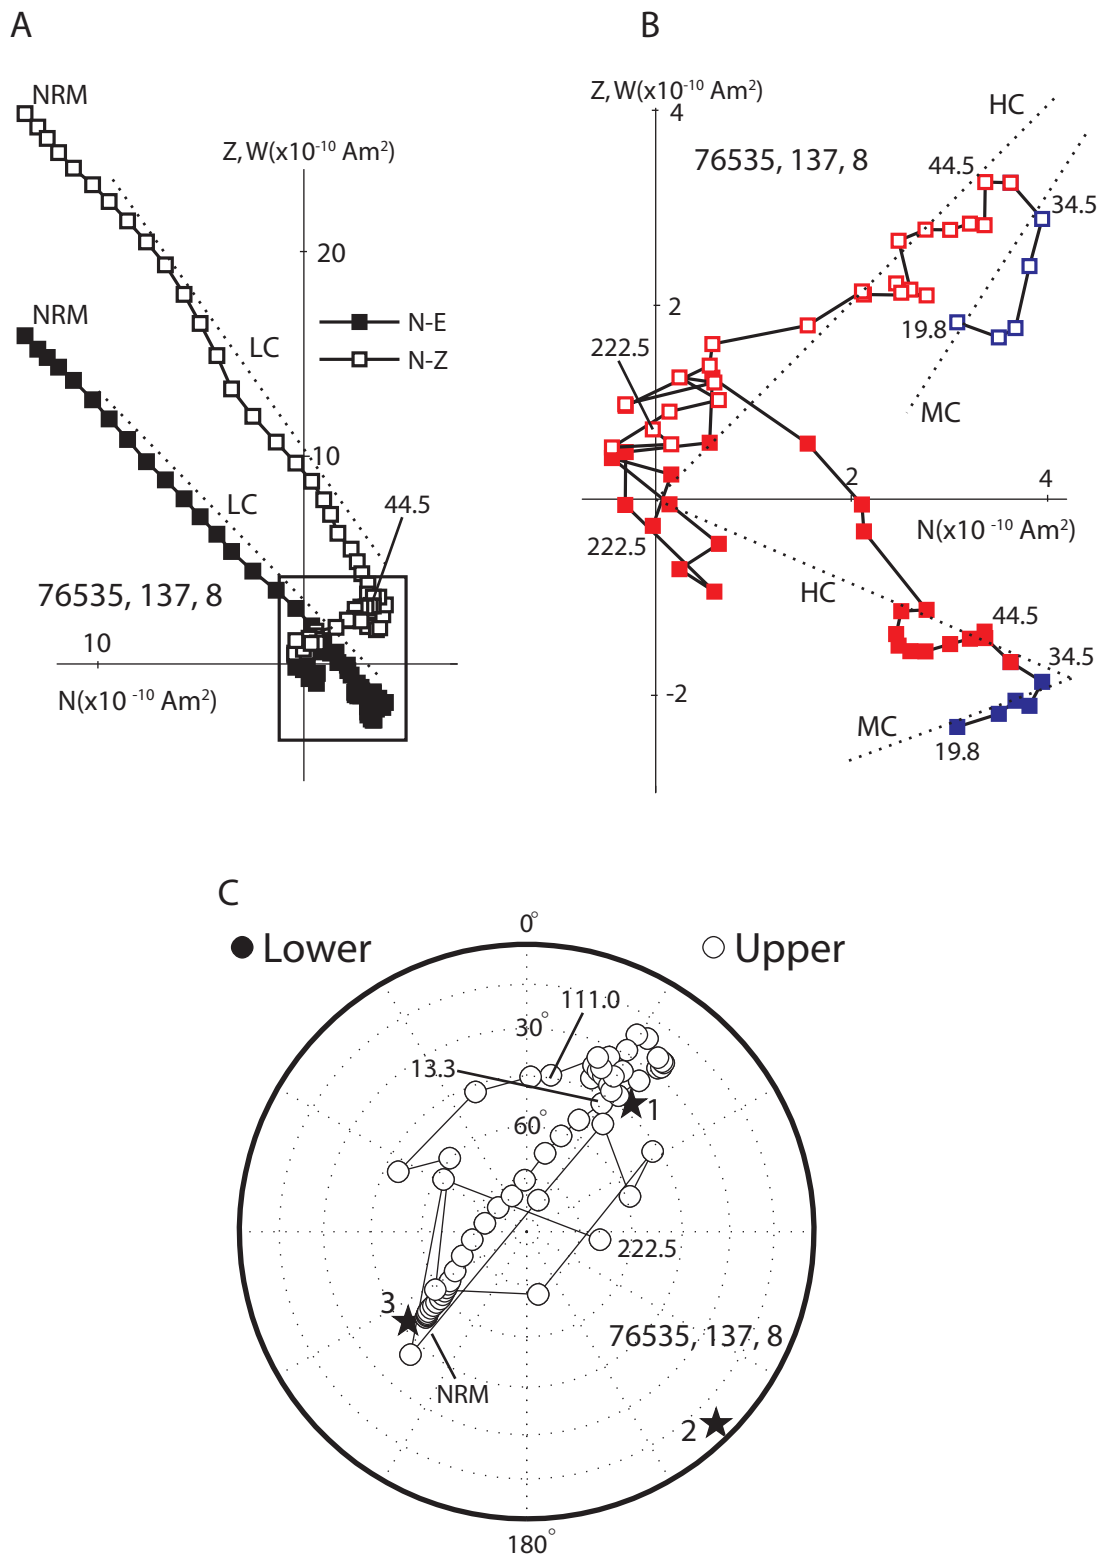 A
NRM
Z, W(x10⁻¹⁰ Am²)
20
NRM
N-E
N-Z
LC
10
LC
44.5
76535, 137, 8
10
N(x10 ⁻¹⁰ Am²)
B
Z, W(x10⁻¹⁰ Am²)
4
HC
76535, 137, 8
44.5
34.5
2
19.8
222.5
MC
2
4
N(x10 ⁻¹⁰ Am²)
222.5
HC
44.5
34.5
-2
MC
19.8
C
0°
Lower
Upper
111.0
30°
13.3
1
60°
222.5
3
76535, 137, 8
NRM
2
180°